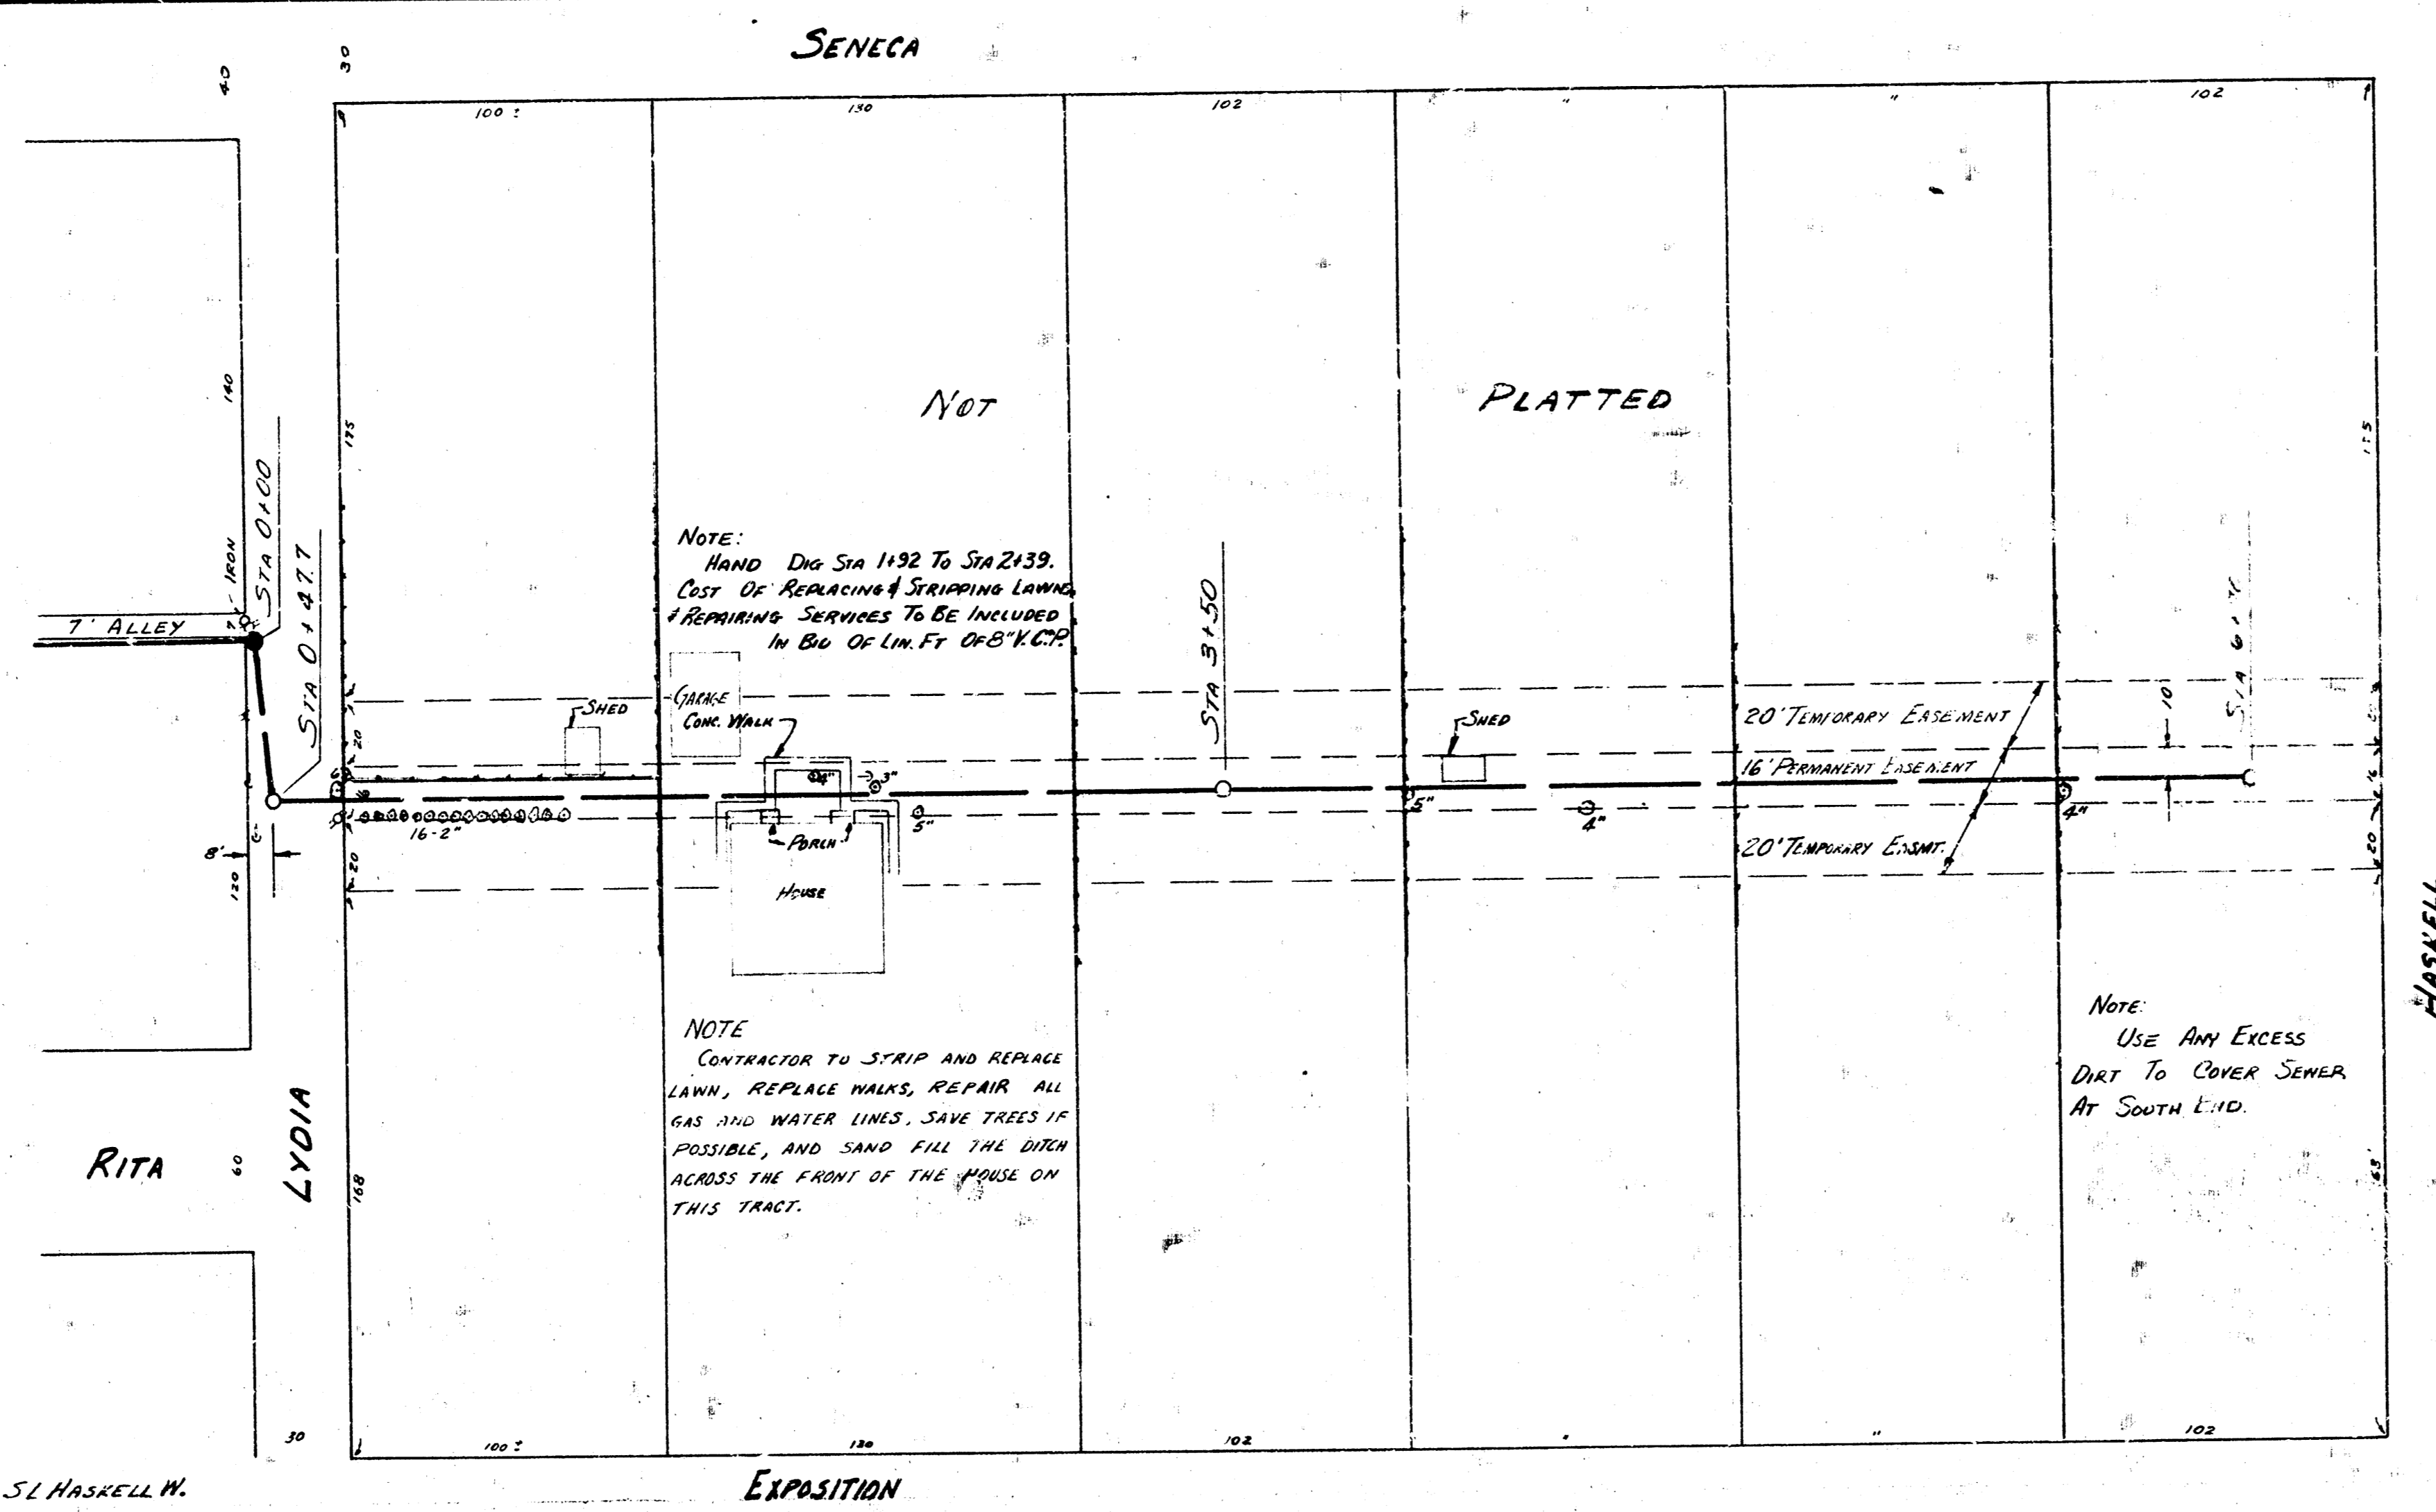 SENECA
40
30
100 ±
130
102
"
"
102
140
175
NOT
PLATTED
IRON
STA 0+00
STA 0+47.7
7' ALLEY
7'
NOTE:
HAND DIG STA 1+92 TO STA 2+39.
COST OF REPLACING & STRIPPING LAWNS
& REPAIRING SERVICES TO BE INCLUDED
IN BID OF LIN. FT OF 8" V.C.P.
STA 3+50
GARAGE
CONC. WALK
SHED
SHED
20' TEMPORARY EASEMENT
16' PERMANENT EASEMENT
20' TEMPORARY EASMT.
10
20
16
20
20
16-2"
4"
3"
5"
5"
4"
4"
PORCH
HOUSE
8'
120
HASKELL
NOTE
CONTRACTOR TO STRIP AND REPLACE
LAWN, REPLACE WALKS, REPAIR ALL
GAS AND WATER LINES, SAVE TREES IF
POSSIBLE, AND SAND FILL THE DITCH
ACROSS THE FRONT OF THE HOUSE ON
THIS TRACT.
NOTE:
USE ANY EXCESS
DIRT TO COVER SEWER
AT SOUTH END.
RITA
60
LYDIA
168
168'
30
100 ±
130
102
"
"
102
SL HASKELL W.
EXPOSITION